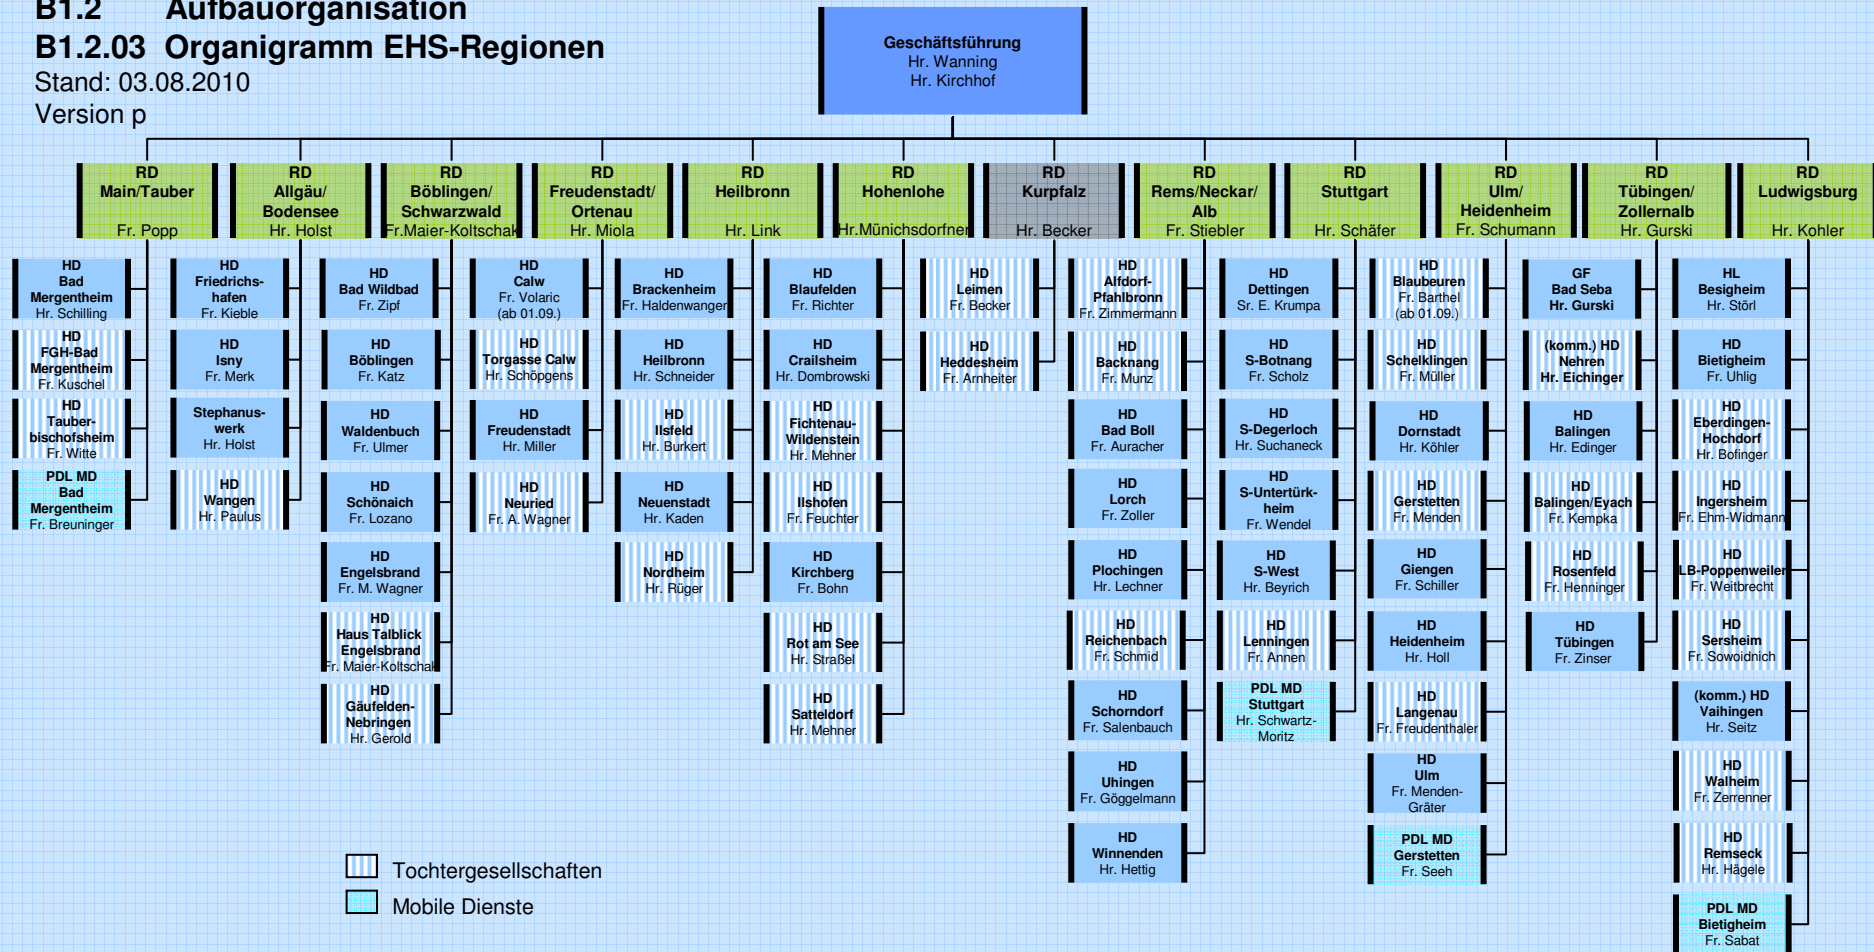 B1.2 Aufbauorganisation
B1.2.03 Organigramm EHS-Regionen
Stand: 03.08.2010
Version p
Geschäftsführung
Hr. Wanning
Hr. Kirchhof
RD
Main/Tauber
Fr. Popp
RD
Allgäu/
Bodensee
Hr. Holst
RD
Böblingen/
Schwarzwald
Fr.Maier-Koltschak
RD
Freudenstadt/
Ortenau
Hr. Miola
RD
Heilbronn
Hr. Link
RD
Hohenlohe
Hr.Münichsdorfner
RD
Kurpfalz
Hr. Becker
RD
Rems/Neckar/
Alb
Fr. Stiebler
RD
Stuttgart
Hr. Schäfer
RD
Ulm/
Heidenheim
Fr. Schumann
RD
Tübingen/
Zollernalb
Hr. Gurski
RD
Ludwigsburg
Hr. Kohler
HD
Bad
Mergentheim
Hr. Schilling
HD
FGH-Bad
Mergentheim
Fr. Kuschel
HD
Tauber-
bischofsheim
Fr. Witte
PDL MD
Bad
Mergentheim
Fr. Breuninger
HD
Friedrichs-
hafen
Fr. Kieble
HD
Isny
Fr. Merk
Stephanus-
werk
Hr. Holst
HD
Wangen
Hr. Paulus
HD
Bad Wildbad
Fr. Zipf
HD
Böblingen
Fr. Katz
HD
Waldenbuch
Fr. Ulmer
HD
Schönaich
Fr. Lozano
HD
Engelsbrand
Fr. M. Wagner
HD
Haus Talblick
Engelsbrand
Fr. Maier-Koltschak
HD
Gäufelden-
Nebringen
Hr. Gerold
HD
Calw
Fr. Volaric
(ab 01.09.)
HD
Torgasse Calw
Hr. Schöpgens
HD
Freudenstadt
Hr. Miller
HD
Neuried
Fr. A. Wagner
HD
Brackenheim
Fr. Haldenwanger
HD
Heilbronn
Hr. Schneider
HD
Ilsfeld
Hr. Burkert
HD
Neuenstadt
Hr. Kaden
HD
Nordheim
Hr. Rüger
HD
Blaufelden
Fr. Richter
HD
Crailsheim
Hr. Dombrowski
HD
Fichtenau-
Wildenstein
Hr. Mehner
HD
Ilshofen
Fr. Feuchter
HD
Kirchberg
Fr. Bohn
HD
Rot am See
Hr. Straßel
HD
Satteldorf
Hr. Mehner
HD
Leimen
Fr. Becker
HD
Heddesheim
Fr. Arnheiter
HD
Alfdorf-
Pfahlbronn
Fr. Zimmermann
HD
Backnang
Fr. Munz
HD
Bad Boll
Fr. Auracher
HD
Lorch
Fr. Zoller
HD
Plochingen
Hr. Lechner
HD
Reichenbach
Fr. Schmid
HD
Schorndorf
Fr. Salenbauch
HD
Uhingen
Fr. Göggelmann
HD
Winnenden
Hr. Hettig
HD
Dettingen
Sr. E. Krumpa
HD
S-Botnang
Fr. Scholz
HD
S-Degerloch
Hr. Suchaneck
HD
S-Untertürk-
heim
Fr. Wendel
HD
S-West
Hr. Beyrich
HD
Lenningen
Fr. Annen
PDL MD
Stuttgart
Hr. Schwartz-
Moritz
HD
Blaubeuren
Fr. Barthel
(ab 01.09.)
HD
Schelklingen
Fr. Müller
HD
Dornstadt
Hr. Köhler
HD
Gerstetten
Fr. Menden
HD
Giengen
Fr. Schiller
HD
Heidenheim
Hr. Holl
HD
Langenau
Fr. Freudenthaler
HD
Ulm
Fr. Menden-
Gräter
PDL MD
Gerstetten
Fr. Seeh
GF
Bad Seba
Hr. Gurski
(komm.) HD
Nehren
Hr. Eichinger
HD
Balingen
Hr. Edinger
HD
Balingen/Eyach
Fr. Kempka
HD
Rosenfeld
Fr. Henninger
HD
Tübingen
Fr. Zinser
HL
Besigheim
Hr. Störl
HD
Bietigheim
Fr. Uhlig
HD
Eberdingen-
Hochdorf
Hr. Bofinger
HD
Ingersheim
Fr. Ehm-Widmann
HD
LB-Poppenweiler
Fr. Weitbrecht
HD
Sersheim
Fr. Sowoidnich
(komm.) HD
Vaihingen
Hr. Seitz
HD
Walheim
Fr. Zerrenner
HD
Remseck
Hr. Hägele
PDL MD
Bietigheim
Fr. Sabat
Tochtergesellschaften
Mobile Dienste